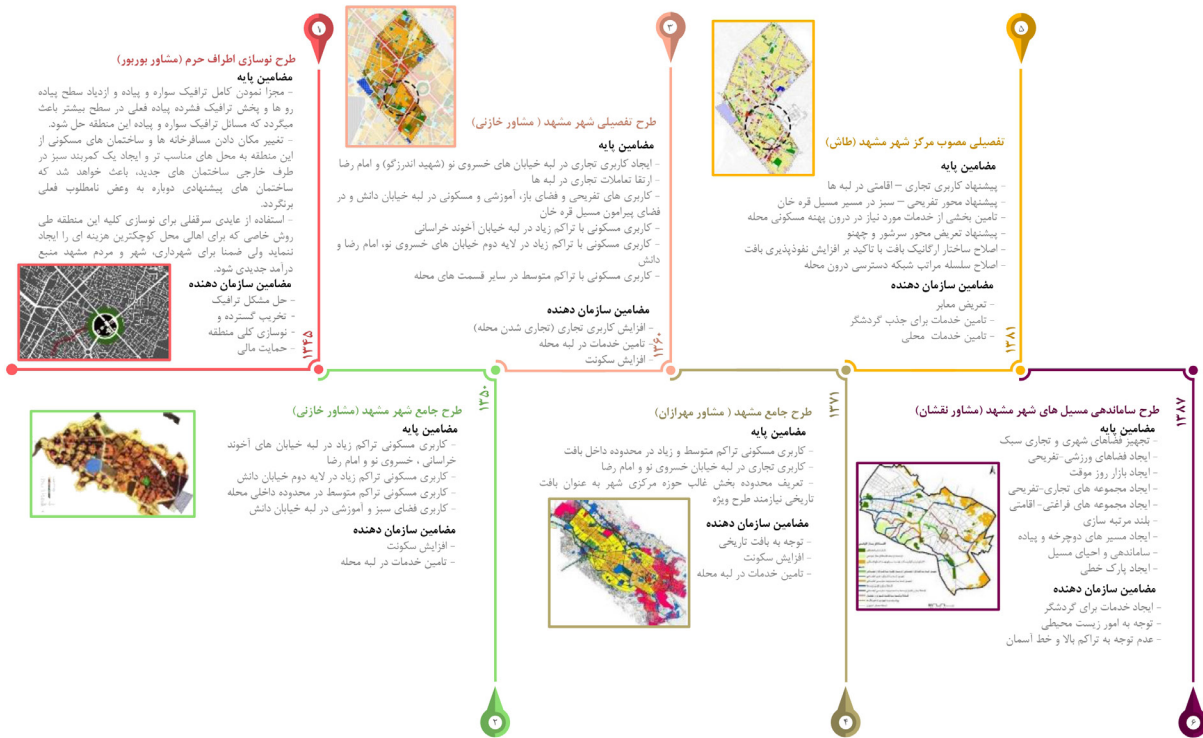 ۱
طرح نوسازی اطراف حرم (مشاور بوربور)
مضامین پایه
- مجزا نمودن کامل ترافیک سواره و پیاده و ازدیاد سطح پیاده
رو ها و پخش ترافیک فشرده پیاده فعلی در سطح بیشتر باعث
میگردد که مسائل ترافیک سواره و پیاده این منطقه حل شود.
- تغییر مکان دادن مسافرخانه ها و ساختمان های مسکونی از
این منطقه به محل های مناسب تر و ایجاد یک کمربند سبز در
طرف خارجی ساختمان های جدید، باعث خواهد شد که
ساختمان های پیشنهادی دوباره به وعض نامطلوب فعلی
برنگردد.
- استفاده از عایدی سرقفلی برای نوسازی کلیه این منطقه طی
روش خاصی که برای اهالی محل کوچکترین هزینه ای را ایجاد
ننماید ولی ضمنا برای شهرداری، شهر و مردم مشهد منبع
درآمد جدیدی شود.
مضامین سازمان دهنده
- حل مشکل ترافیک
- تخریب گسترده و
- نوسازی کلی منطقه
- حمایت مالی
۱۳۴۵
۳
طرح تفصیلی شهر مشهد ( مشاور خازنی)
مضامین پایه
- ایجاد کاربری تجاری در لبه خیابان های خسروی نو (شهید اندرزگو) و امام رضا
- ارتقا تعاملات تجاری در لبه ها
- کاربری های تفریحی و فضای باز، آموزشی و مسکونی در لبه خیابان دانش و در
فضای پیرامون مسیل قره خان
- کاربری مسکونی با تراکم زیاد در لبه خیابان آخوند خراسانی
- کاربری مسکونی با تراکم زیاد در لایه دوم خیابان های خسروی نو، امام رضا و
دانش
- کاربری مسکونی با تراکم متوسط در سایر قسمت های محله
مضامین سازمان دهنده
- افزایش کاربری تجاری (تجاری شدن محله)
- تامین خدمات در لبه محله
- افزایش سکونت
۱۳۶۰
۵
تفصیلی مصوب مرکز شهر مشهد (طاش)
مضامین پایه
- پیشنهاد کاربری تجاری – اقامتی در لبه ها
- پیشنهاد محور تفریحی – سبز در مسیر مسیل قره خان
- تامین بخشی از خدمات مورد نیاز در درون پهنه مسکونی محله
- پیشنهاد تعریض محور سرشور و چهنو
- اصلاح ساختار ارگانیک بافت با تاکید بر افزایش نفوذپذیری بافت
- اصلاح سلسله مراتب شبکه دسترسی درون محله
مضامین سازمان دهنده
- تعریض معابر
- تامین خدمات برای جذب گردشگر
- تامین خدمات محلی
۱۳۸۱
۱۳۵۰
طرح جامع شهر مشهد (مشاور خازنی)
مضامین پایه
- کاربری مسکونی تراکم زیاد در لبه خیابان های آخوند
خراسانی ، خسروی نو و امام رضا
- کاربری مسکونی تراکم زیاد در لایه دوم خیابان دانش
- کاربری مسکونی تراکم متوسط در محدوده داخلی محله
- کاربری فضای سبز و آموزشی در لبه خیابان دانش
مضامین سازمان دهنده
- افزایش سکونت
- تامین خدمات در لبه محله
۲
۱۳۷۱
طرح جامع مشهد ( مشاور مهرازان)
مضامین پایه
- کاربری مسکونی تراکم متوسط و زیاد در محدوده داخل بافت
- کاربری تجاری در لبه خیابان خسروی نو و امام رضا
- تعریف محدوده بخش غالب حوزه مرکزی شهر به عنوان بافت
تاریخی نیازمند طرح ویژه
مضامین سازمان دهنده
- توجه به بافت تاریخی
- افزایش سکونت
- تامین خدمات در لبه محله
۴
۱۳۸۷
طرح ساماندهی مسیل های شهر مشهد (مشاور نقشان)
مضامین پایه
- تجهیز فضاهای شهری و تجاری سبک
- ایجاد فضاهای ورزشی-تفریحی
- ایجاد بازار روز موقت
- ایجاد مجموعه های تجاری-تفریحی
- ایجاد مجموعه های فراغتی- اقامتی
- بلند مرتبه سازی
- ایجاد مسیر های دوچرخه و پیاده
- ساماندهی و احیای مسیل
- ایجاد پارک خطی
مضامین سازمان دهنده
- ایجاد خدمات برای گردشگر
- توجه به امور زیست محیطی
- عدم توجه به تراکم بالا و خط آسمان
۶